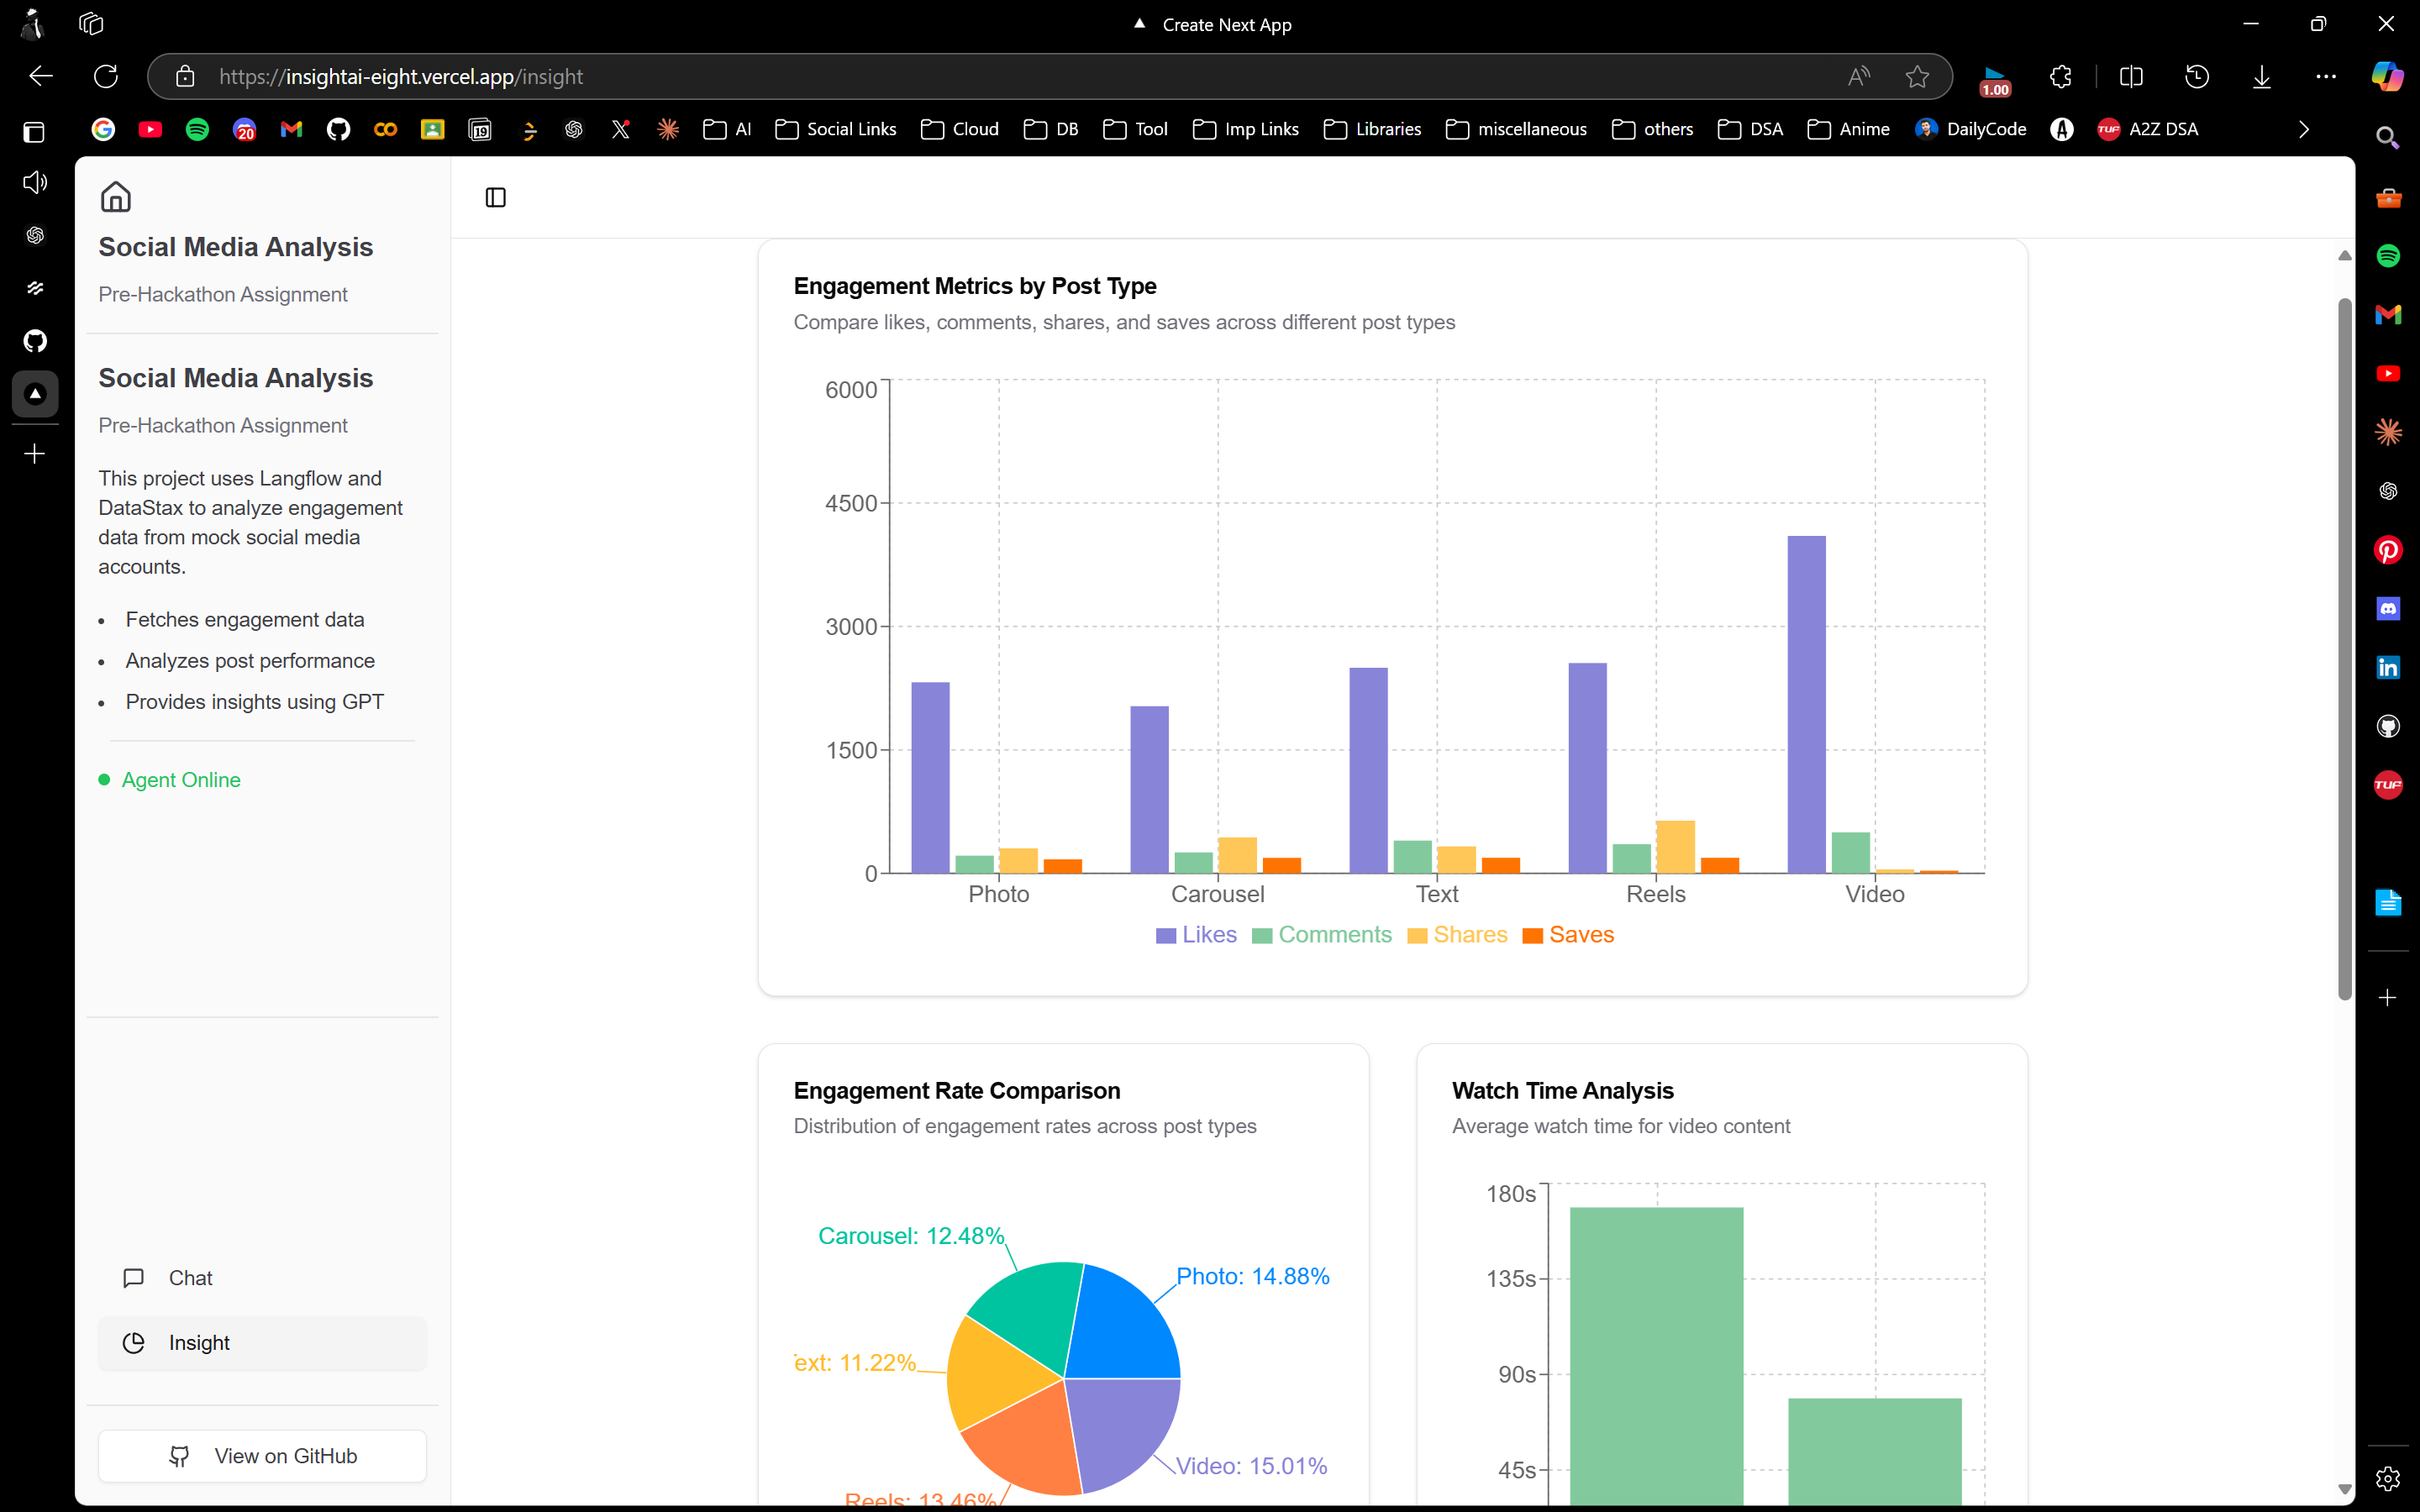 Create Next App
https://insightai-eight.vercel.app/insight
1.00
20
19
AI
Social Links
Cloud
DB
Tool
Imp Links
Libraries
miscellaneous
others
DSA
Anime
DailyCode
TUF
A2Z DSA
Social Media Analysis
Pre-Hackathon Assignment
Social Media Analysis
Pre-Hackathon Assignment
This project uses Langflow and
DataStax to analyze engagement
data from mock social media
accounts.
• Fetches engagement data
• Analyzes post performance
• Provides insights using GPT
Agent Online
Chat
Insight
View on GitHub
Engagement Metrics by Post Type
Compare likes, comments, shares, and saves across different post types
6000
4500
3000
1500
0
Photo
Carousel
Text
Reels
Video
Likes
Comments
Shares
Saves
Engagement Rate Comparison
Distribution of engagement rates across post types
Carousel: 12.48%
Photo: 14.88%
ext: 11.22%
Video: 15.01%
Reels: 13.46%
Watch Time Analysis
Average watch time for video content
180s
135s
90s
45s
TUF